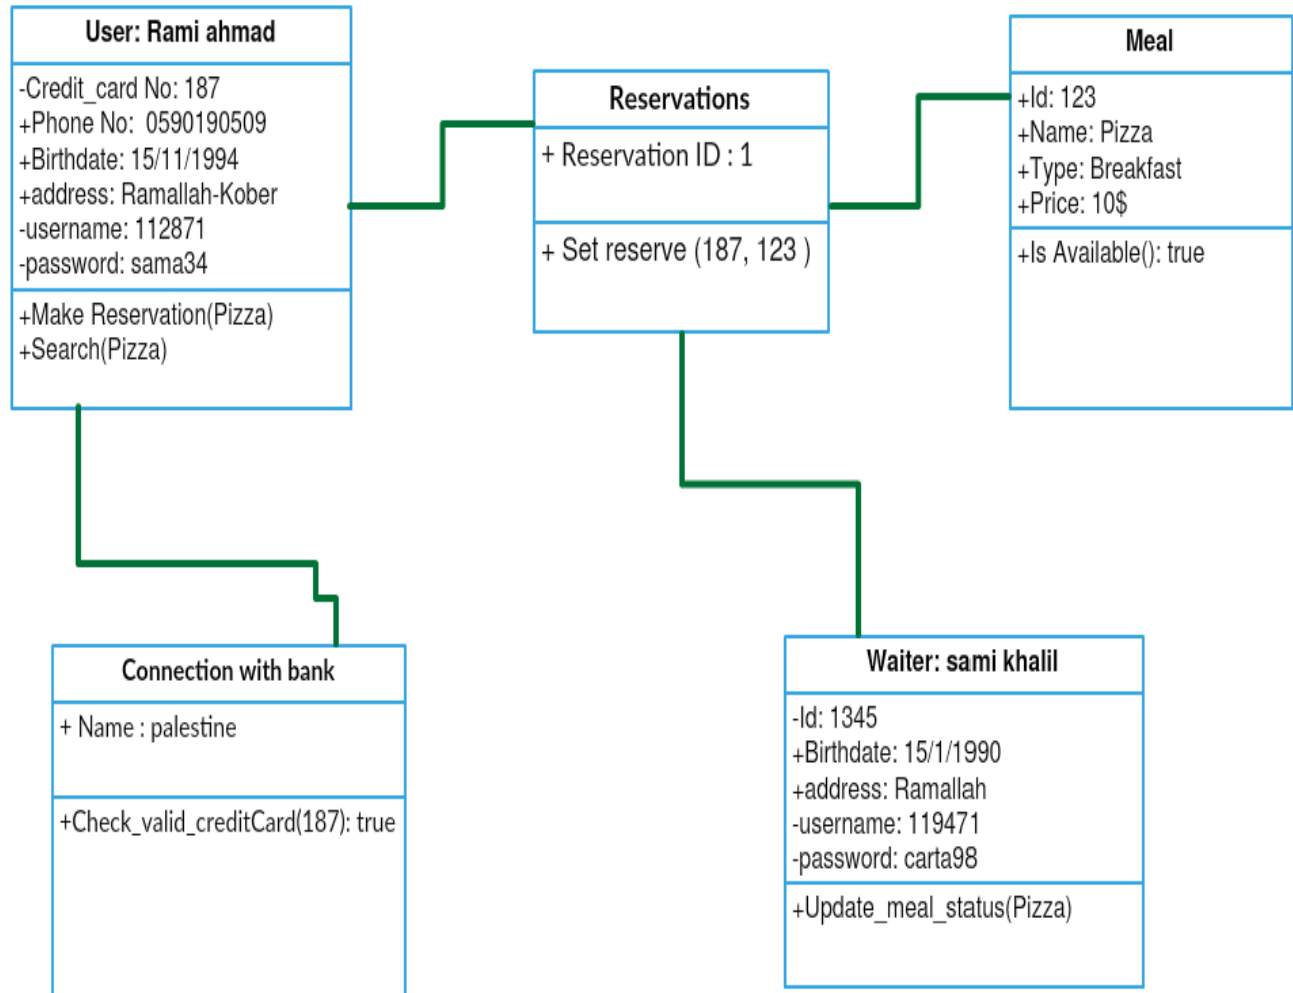 User: Rami ahmad
-Credit_card No: 187
+Phone No:  0590190509
+Birthdate: 15/11/1994
+address: Ramallah-Kober
-username: 112871
-password: sama34
+Make Reservation(Pizza)
+Search(Pizza)
Reservations
+ Reservation ID : 1
+ Set reserve (187, 123 )
Meal
+Id: 123
+Name: Pizza
+Type: Breakfast
+Price: 10$
+Is Available(): true
Connection with bank
+ Name : palestine
+Check_valid_creditCard(187): true
Waiter: sami khalil
-Id: 1345
+Birthdate: 15/1/1990
+address: Ramallah
-username: 119471
-password: carta98
+Update_meal_status(Pizza)